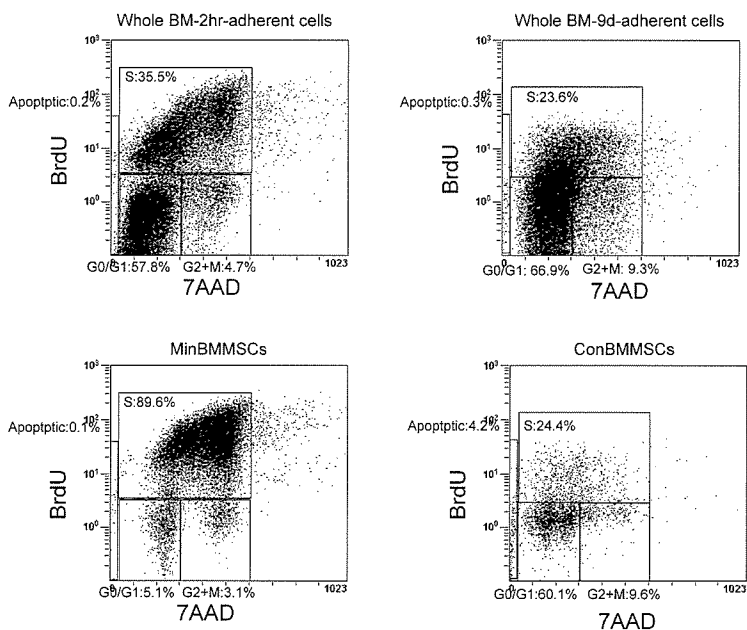 Whole BM-2hr-adherent cells
10³
S:35.5%
Apoptptic:0.2%
10²
BrdU
10¹
10⁰
0
1023
G0/G1:57.8%
G2+M:4.7%
7AAD
Whole BM-9d-adherent cells
10³
S:23.6%
Apoptptic:0.3%
10²
BrdU
10¹
10⁰
0
1023
G0/G1: 66.9%
G2+M: 9.3%
7AAD
MinBMMSCs
10³
S:89.6%
Apoptptic:0.1%
10²
BrdU
10¹
10⁰
0
1023
G0/G1:5.1%
G2+M:3.1%
7AAD
ConBMMSCs
10³
S:24.4%
Apoptptic:4.2%
10²
BrdU
10¹
10⁰
0
1023
G0/G1:60.1%
G2+M:9.6%
7AAD